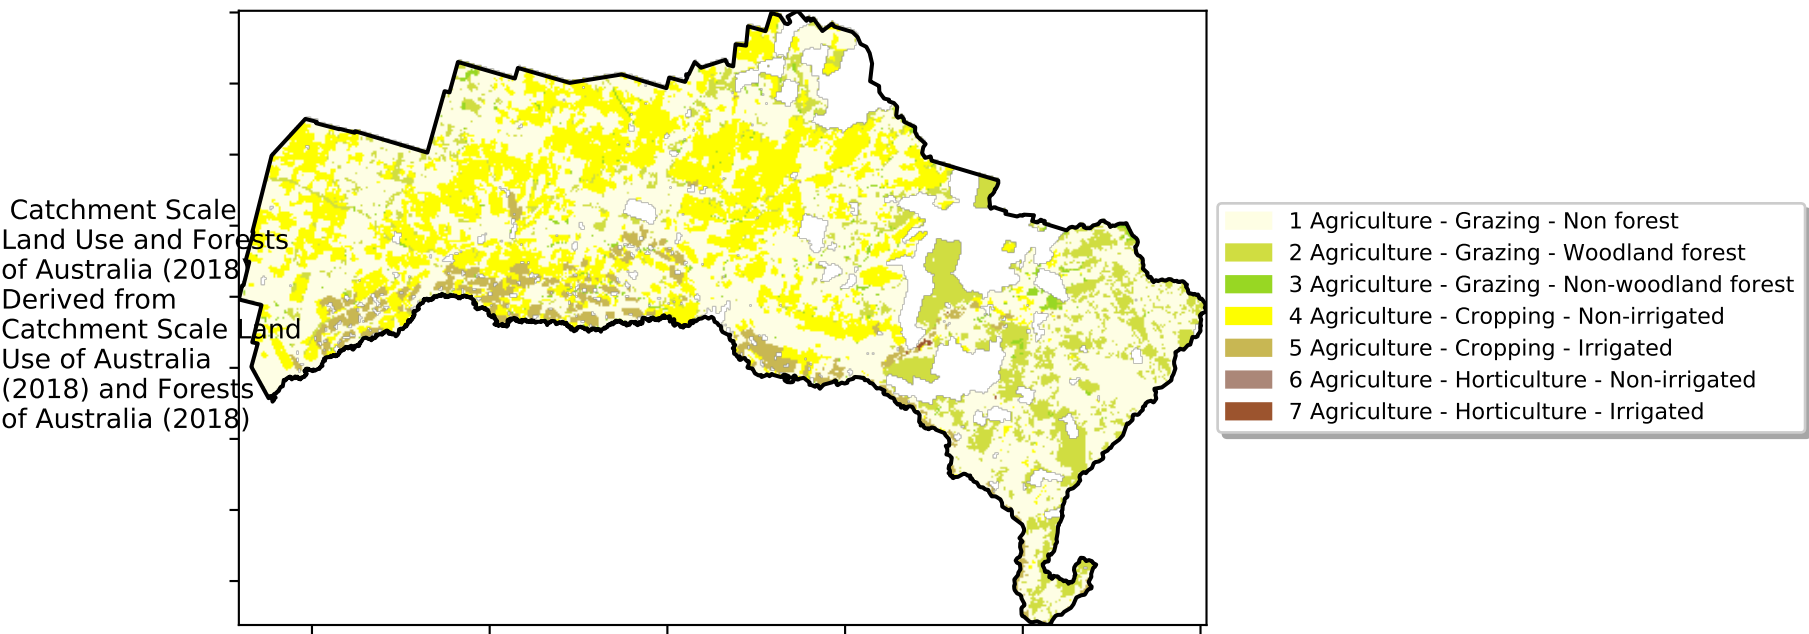 Catchment Scale
Land Use and Forests
of Australia (2018)
Derived from
Catchment Scale Land
Use of Australia
(2018) and Forests
of Australia (2018)
1 Agriculture - Grazing - Non forest
2 Agriculture - Grazing - Woodland forest
3 Agriculture - Grazing - Non-woodland forest
4 Agriculture - Cropping - Non-irrigated
5 Agriculture - Cropping - Irrigated
6 Agriculture - Horticulture - Non-irrigated
7 Agriculture - Horticulture - Irrigated